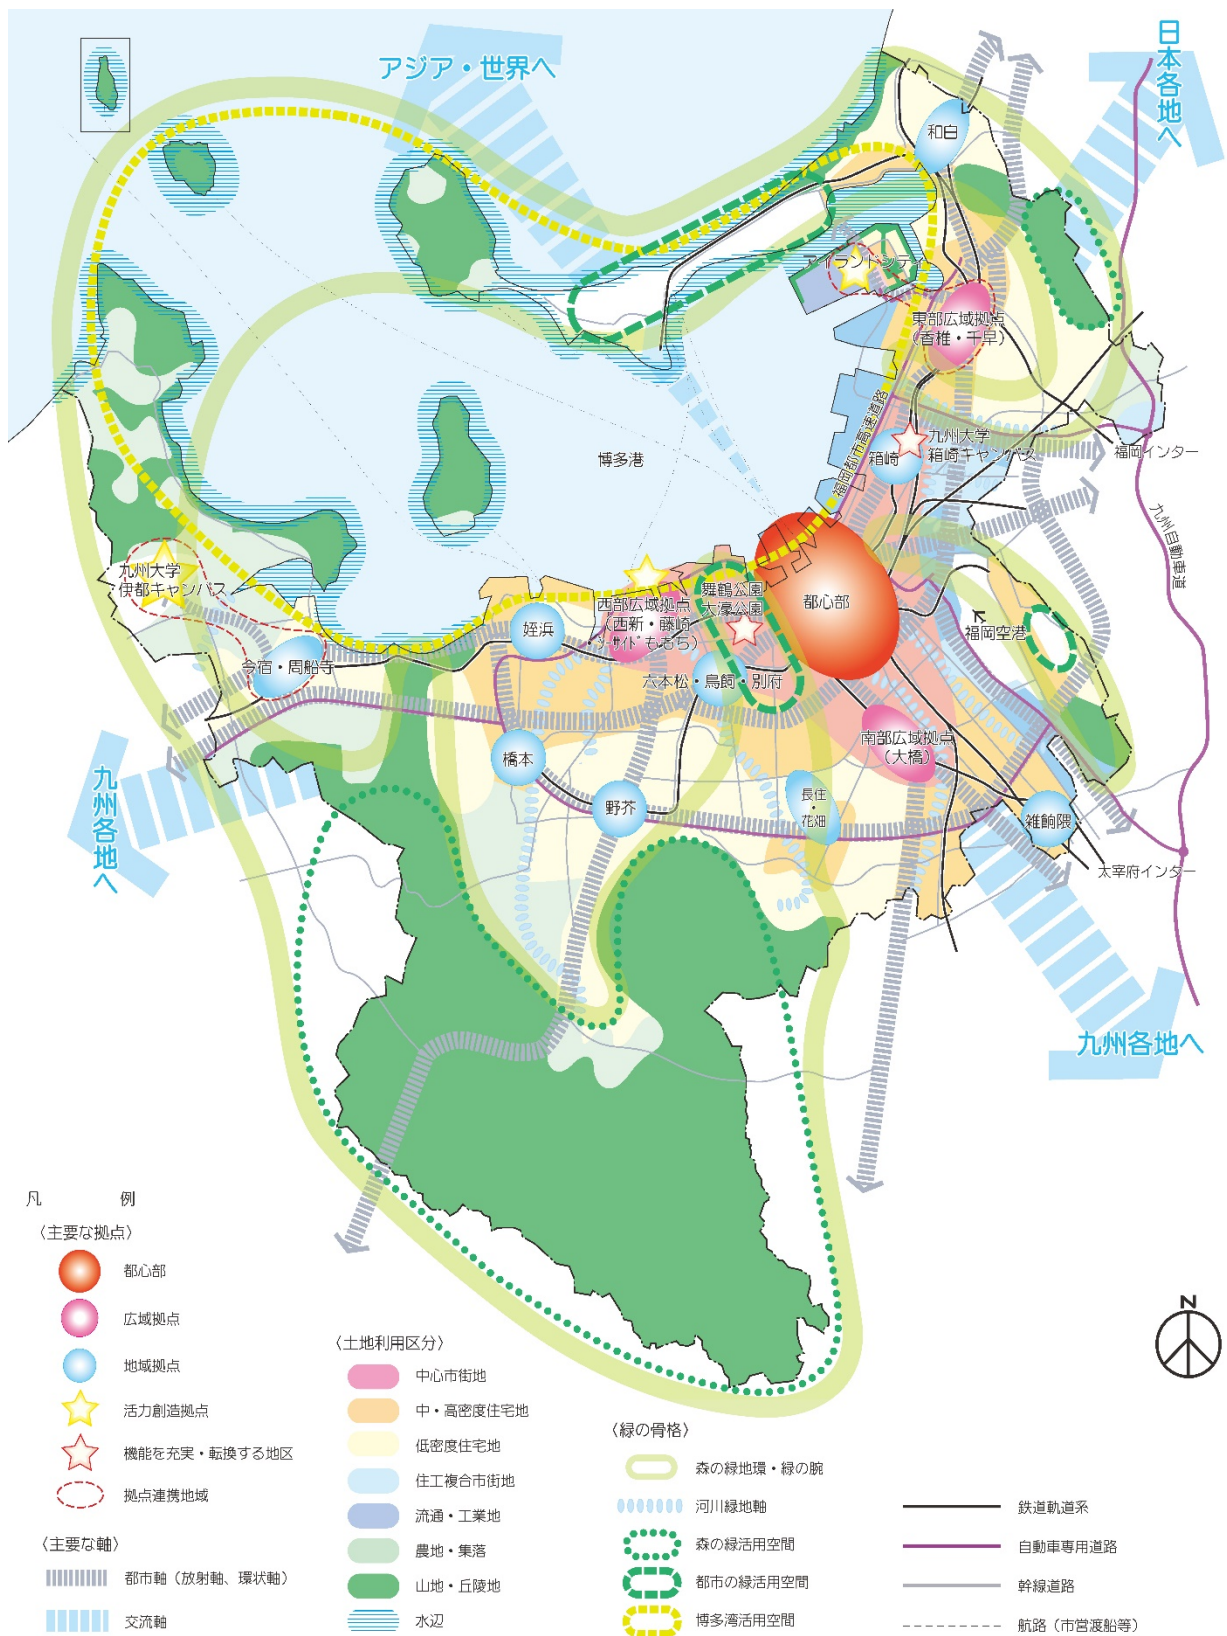 アジア・世界へ
日本各地へ
和白
アイランドシティ
東部広域拠点
(香椎・千早)
福岡都市高速道路
九州大学
箱崎キャンパス
箱崎
福岡インター
九州自動車道
博多港
九州大学
伊都キャンパス
都心部
舞鶴公園
大濠公園
西部広域拠点
(西新・藤崎
・シーサイドももち)
姪浜
福岡空港
今宿・周船寺
六本松・鳥飼・別府
南部広域拠点
(大橋)
橋本
野芥
長住
・
花畑
雑餉隈
九州各地へ
太宰府インター
九州各地へ
凡 例
〈主要な拠点〉
都心部
広域拠点
地域拠点
活力創造拠点
機能を充実・転換する地区
拠点連携地域
〈主要な軸〉
都市軸(放射軸、環状軸)
交流軸
〈土地利用区分〉
中心市街地
中・高密度住宅地
低密度住宅地
住工複合市街地
流通・工業地
農地・集落
山地・丘陵地
水辺
〈緑の骨格〉
森の緑地環・緑の腕
河川緑地軸
森の緑活用空間
都市の緑活用空間
博多湾活用空間
鉄道軌道系
自動車専用道路
幹線道路
航路(市営渡船等)
N